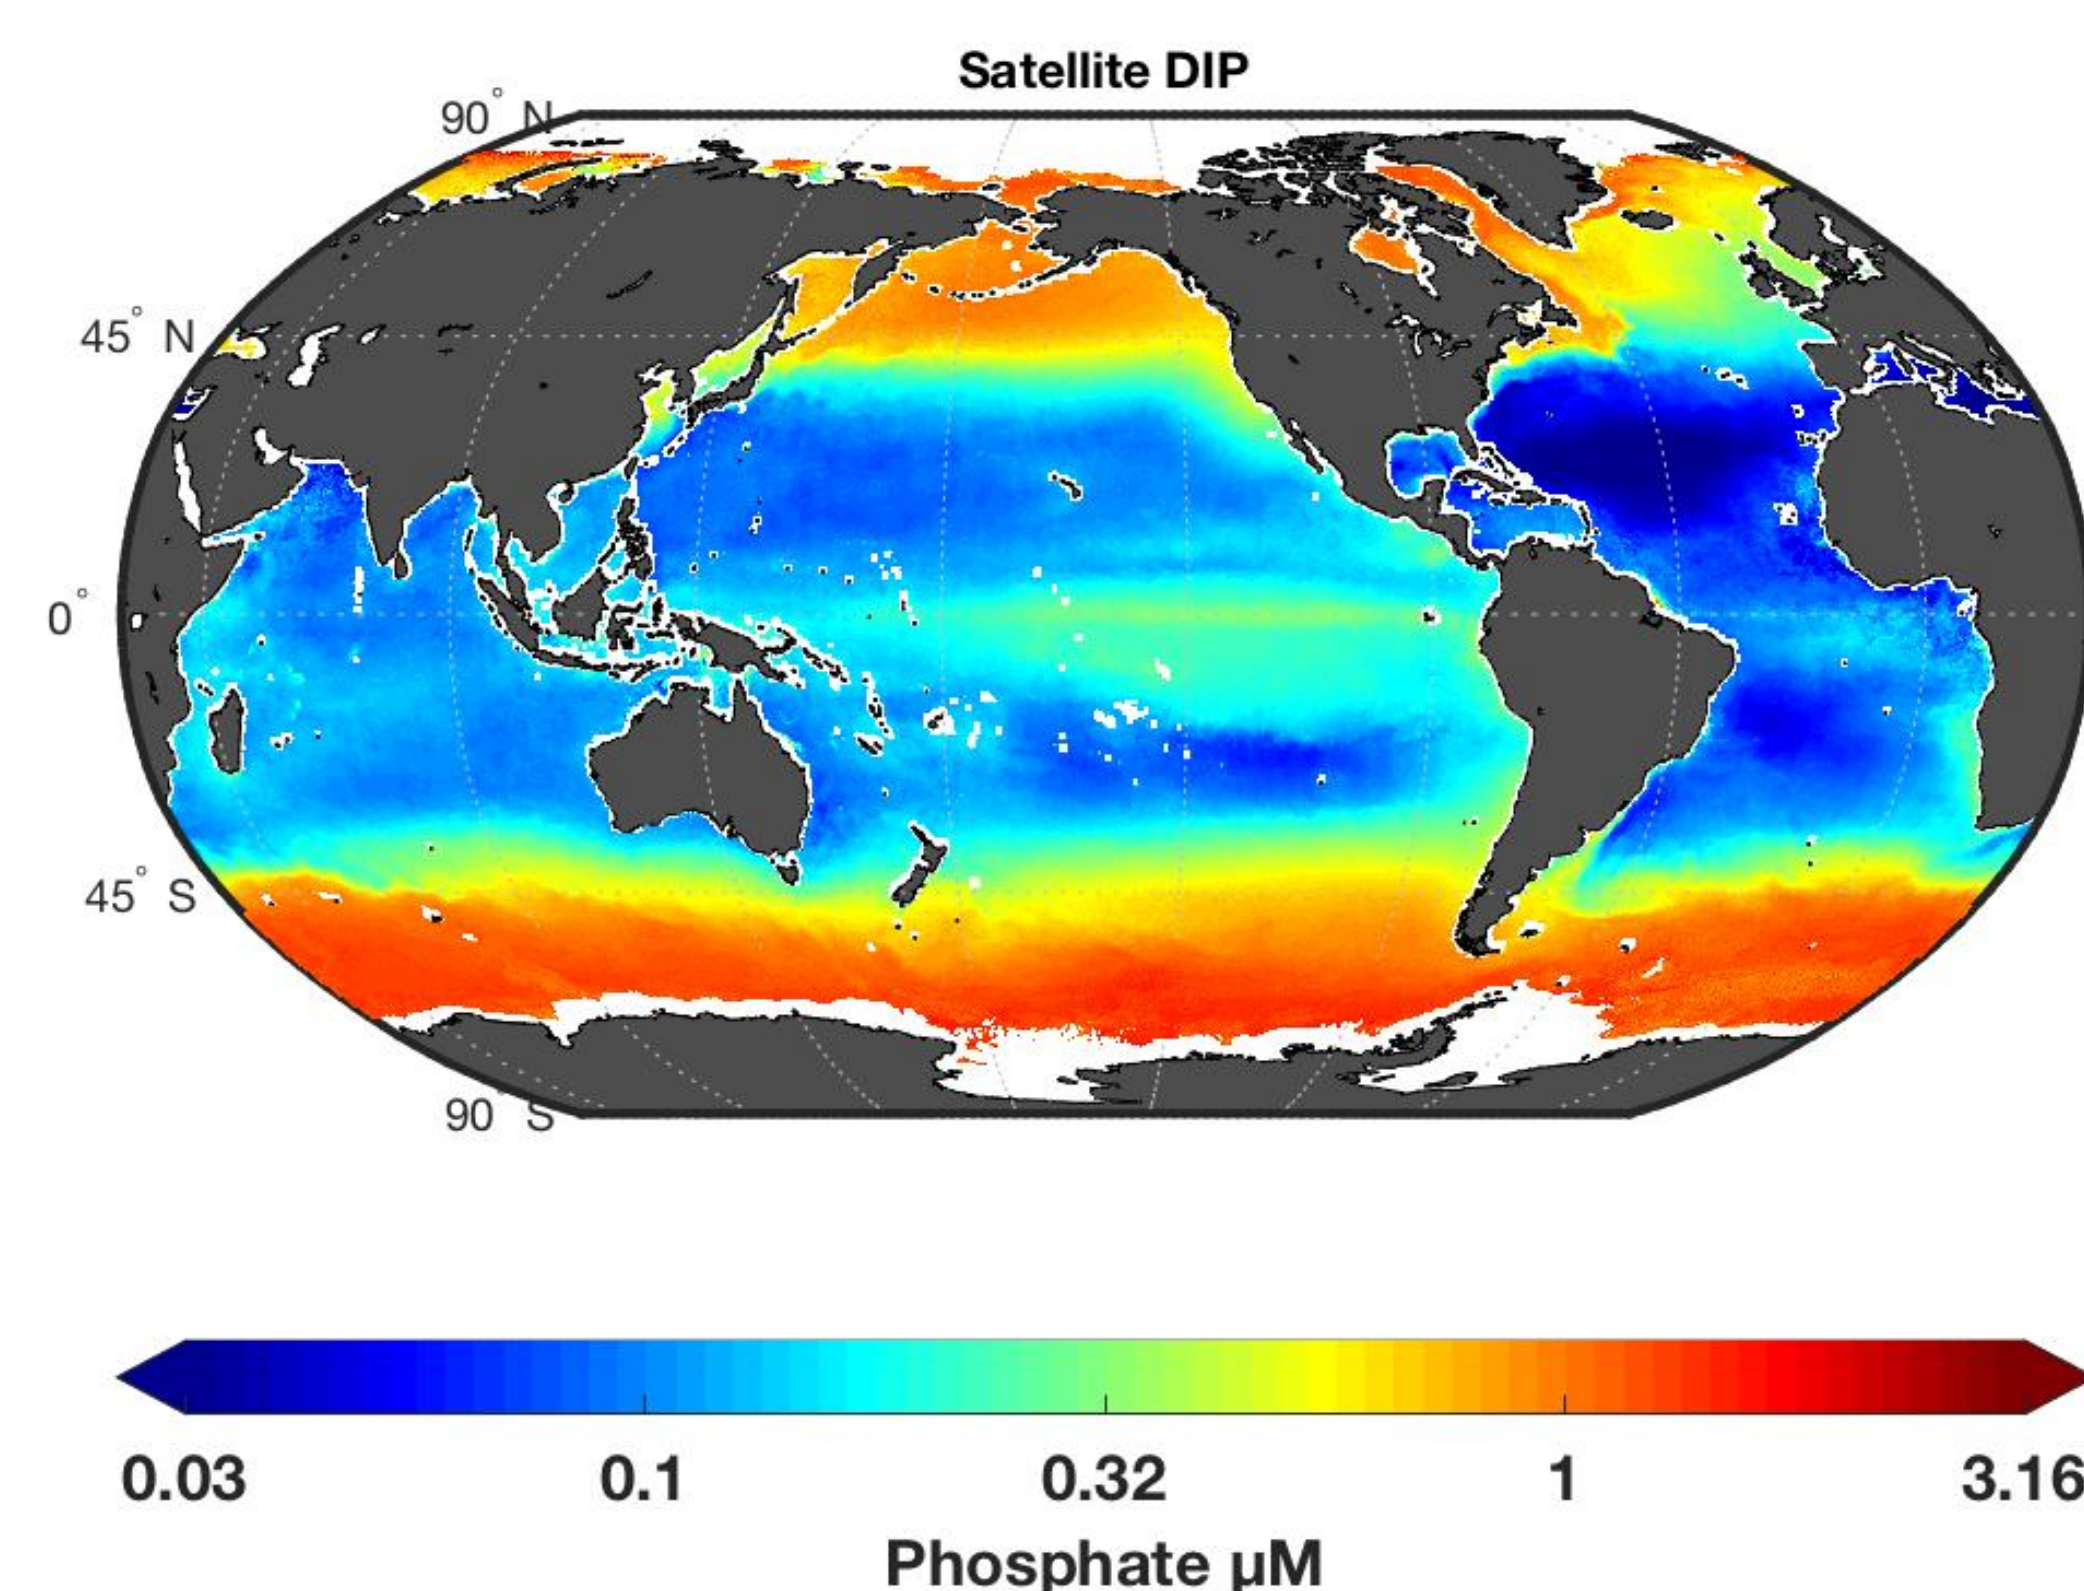 Satellite DIP
90° N
45° N
0°
45° S
90° S
0.03 0.1 0.32 1 3.16
Phosphate µM